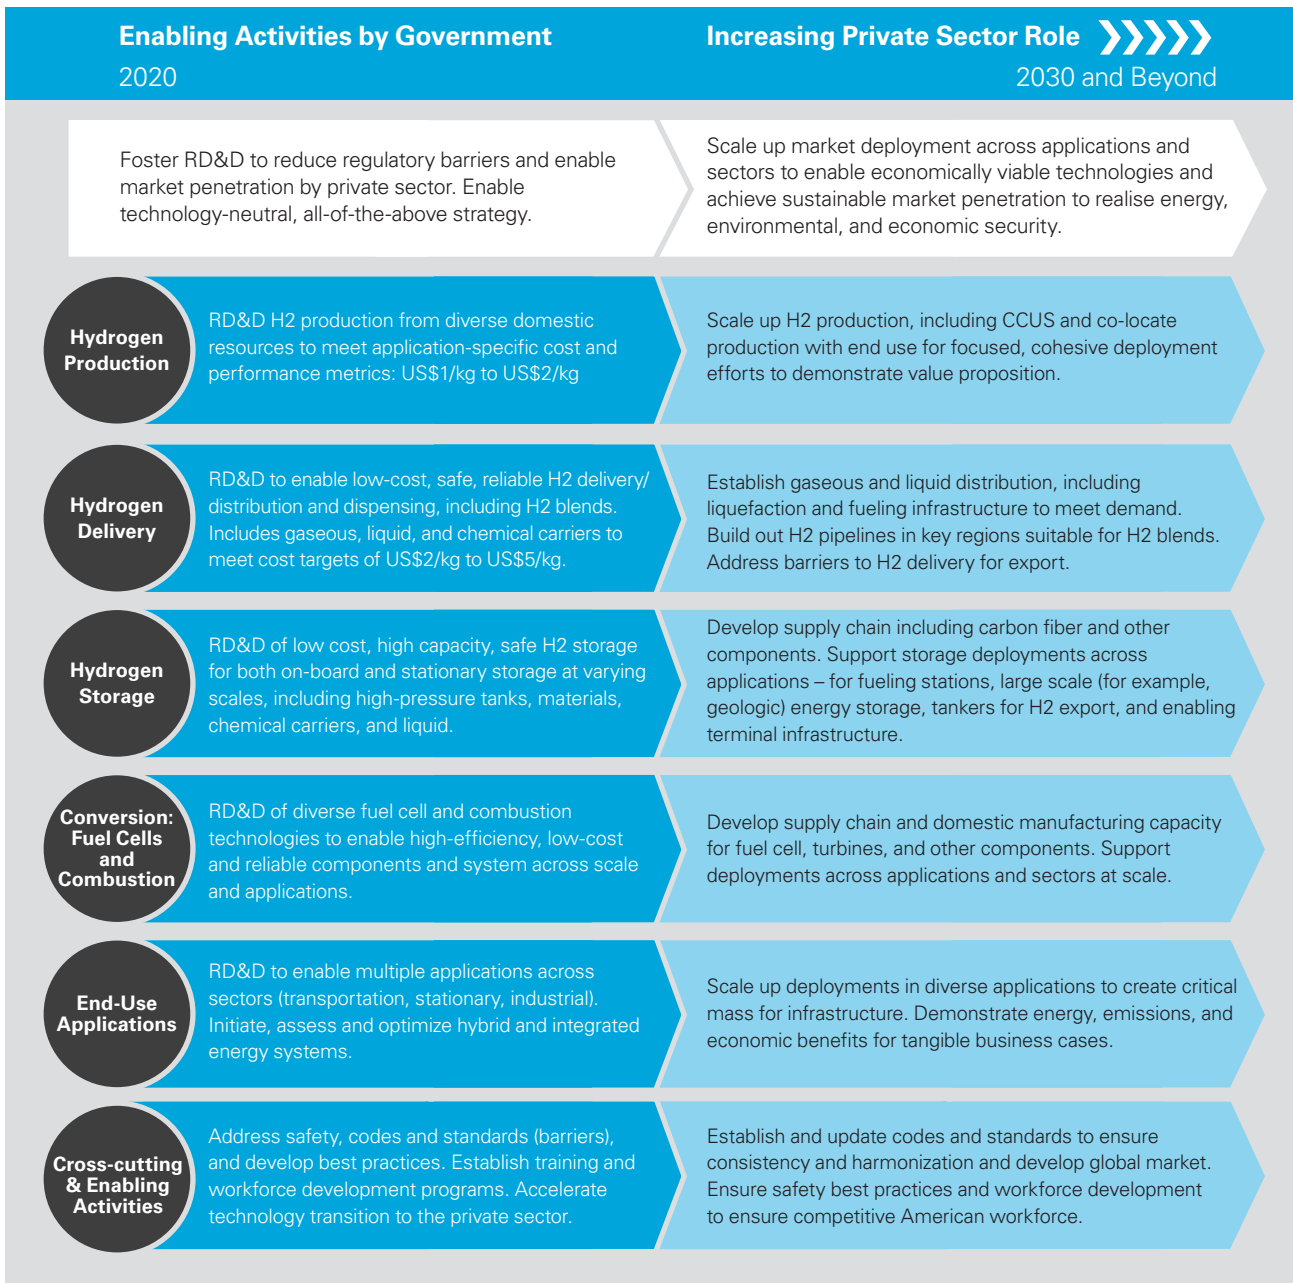 Enabling Activities by Government
2020
Increasing Private Sector Role
2030 and Beyond
Foster RD&D to reduce regulatory barriers and enable
market penetration by private sector. Enable
technology-neutral, all-of-the-above strategy.
Scale up market deployment across applications and
sectors to enable economically viable technologies and
achieve sustainable market penetration to realise energy,
environmental, and economic security.
Hydrogen
Production
RD&D H2 production from diverse domestic
resources to meet application-specific cost and
performance metrics: US$1/kg to US$2/kg
Scale up H2 production, including CCUS and co-locate
production with end use for focused, cohesive deployment
efforts to demonstrate value proposition.
Hydrogen
Delivery
RD&D to enable low-cost, safe, reliable H2 delivery/
distribution and dispensing, including H2 blends.
Includes gaseous, liquid, and chemical carriers to
meet cost targets of US$2/kg to US$5/kg.
Establish gaseous and liquid distribution, including
liquefaction and fueling infrastructure to meet demand.
Build out H2 pipelines in key regions suitable for H2 blends.
Address barriers to H2 delivery for export.
Hydrogen
Storage
RD&D of low cost, high capacity, safe H2 storage
for both on-board and stationary storage at varying
scales, including high-pressure tanks, materials,
chemical carriers, and liquid.
Develop supply chain including carbon fiber and other
components. Support storage deployments across
applications – for fueling stations, large scale (for example,
geologic) energy storage, tankers for H2 export, and enabling
terminal infrastructure.
Conversion:
Fuel Cells
and
Combustion
RD&D of diverse fuel cell and combustion
technologies to enable high-efficiency, low-cost
and reliable components and system across scale
and applications.
Develop supply chain and domestic manufacturing capacity
for fuel cell, turbines, and other components. Support
deployments across applications and sectors at scale.
End-Use
Applications
RD&D to enable multiple applications across
sectors (transportation, stationary, industrial).
Initiate, assess and optimize hybrid and integrated
energy systems.
Scale up deployments in diverse applications to create critical
mass for infrastructure. Demonstrate energy, emissions, and
economic benefits for tangible business cases.
Cross-cutting
& Enabling
Activities
Address safety, codes and standards (barriers),
and develop best practices. Establish training and
workforce development programs. Accelerate
technology transition to the private sector.
Establish and update codes and standards to ensure
consistency and harmonization and develop global market.
Ensure safety best practices and workforce development
to ensure competitive American workforce.